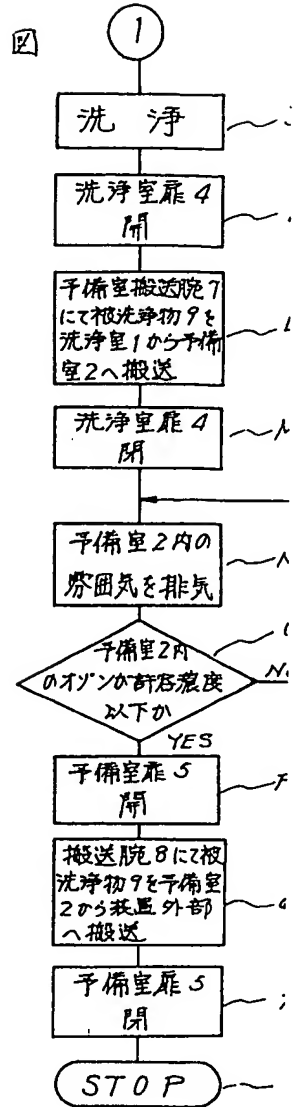 図
1
洗浄
洗浄室扉4
開
予備室搬送腕7
にて被洗浄物9を
洗浄室1から予備
室2へ搬送
洗浄室扉4
閉
予備室2内の
雰囲気を排気
予備室2内
のオゾンが許容濃度
以下か
YES
予備室扉5
開
搬送腕8にて被
洗浄物9を予備室
2から装置外部
へ搬送
予備室扉5
閉
STOP